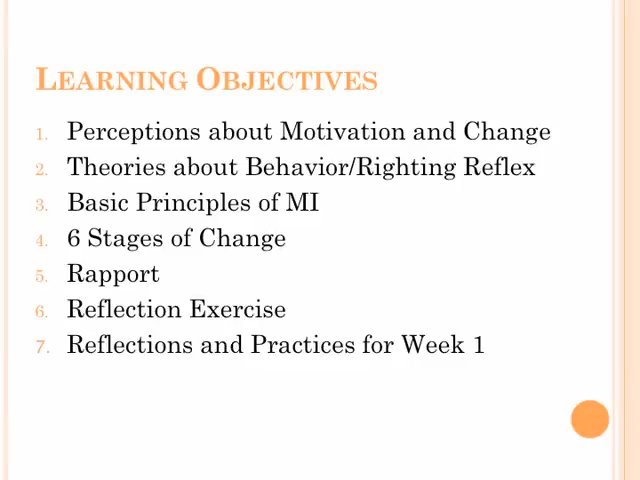 LEARNING OBJECTIVES
1. Perceptions about Motivation and Change
2. Theories about Behavior/Righting Reflex
3. Basic Principles of MI
4. 6 Stages of Change
5. Rapport
6. Reflection Exercise
7. Reflections and Practices for Week 1